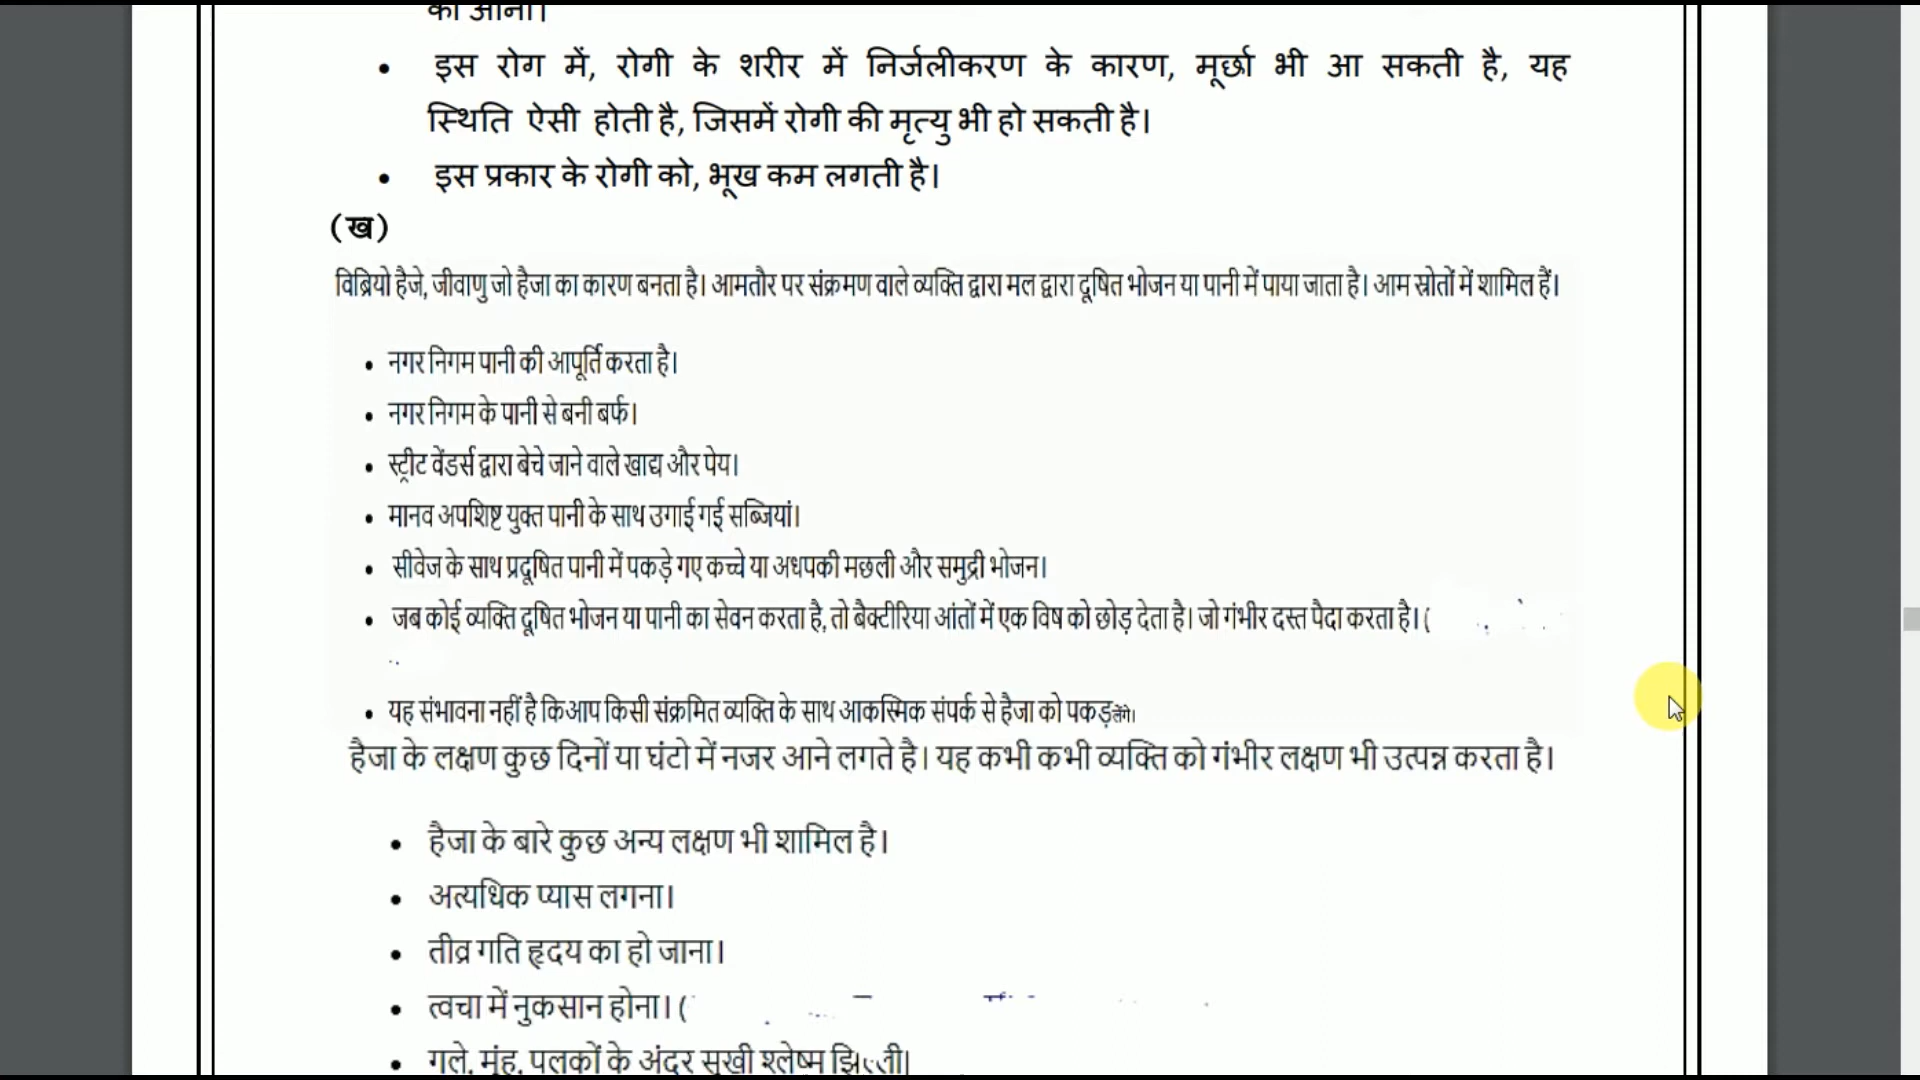 का आना।
• इस रोग में, रोगी के शरीर में निर्जलीकरण के कारण, मूर्छा भी आ सकती है, यह
स्थिति ऐसी होती है, जिसमें रोगी की मृत्यु भी हो सकती है।
• इस प्रकार के रोगी को, भूख कम लगती है।
(ख)
विब्रियो हैजे, जीवाणु जो हैजा का कारण बनता है। आमतौर पर संक्रमण वाले व्यक्ति द्वारा मल द्वारा दूषित भोजन या पानी में पाया जाता है। आम स्रोतों में शामिल हैं।
• नगर निगम पानी की आपूर्ति करता है।
• नगर निगम के पानी से बनी बर्फ।
• स्ट्रीट वेंडर्स द्वारा बेचे जाने वाले खाद्य और पेय।
• मानव अपशिष्ट युक्त पानी के साथ उगाई गई सब्जियां।
• सीवेज के साथ प्रदूषित पानी में पकड़े गए कच्चे या अधपकी मछली और समुद्री भोजन।
• जब कोई व्यक्ति दूषित भोजन या पानी का सेवन करता है, तो बैक्टीरिया आंतों में एक विष को छोड़ देता है। जो गंभीर दस्त पैदा करता है। (
• यह संभावना नहीं है कि आप किसी संक्रमित व्यक्ति के साथ आकस्मिक संपर्क से हैजा को पकड़ लेंगे।
हैजा के लक्षण कुछ दिनों या घंटो में नजर आने लगते है। यह कभी कभी व्यक्ति को गंभीर लक्षण भी उत्पन्न करता है।
• हैजा के बारे कुछ अन्य लक्षण भी शामिल है।
• अत्यधिक प्यास लगना।
• तीव्र गति हृदय का हो जाना।
• त्वचा में नुकसान होना। (
• गले, मुंह, पलकों के अंदर सूखी श्लेष्म